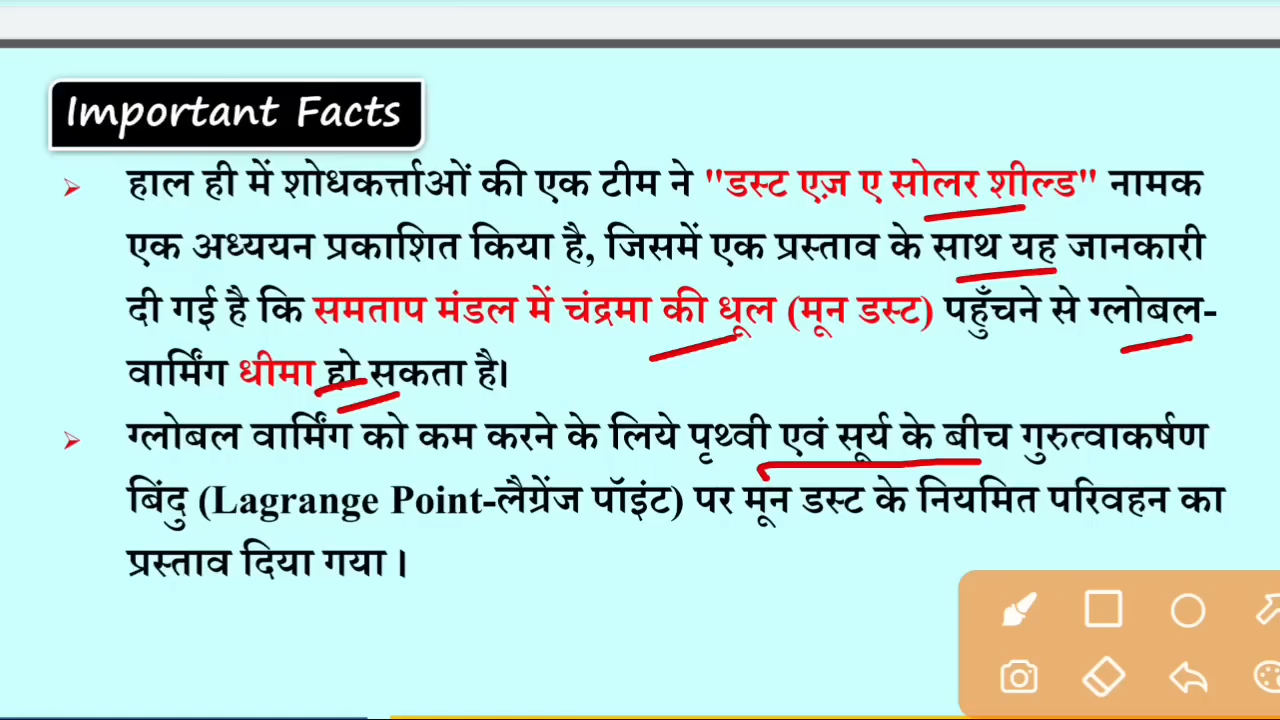 Important Facts
हाल ही में शोधकर्त्ताओं की एक टीम ने "डस्ट एज़ ए सोलर शील्ड" नामक
एक अध्ययन प्रकाशित किया है, जिसमें एक प्रस्ताव के साथ यह जानकारी
दी गई है कि समताप मंडल में चंद्रमा की धूल (मून डस्ट) पहुँचने से ग्लोबल-
वार्मिंग धीमा हो सकता है।
ग्लोबल वार्मिंग को कम करने के लिये पृथ्वी एवं सूर्य के बीच गुरुत्वाकर्षण
बिंदु (Lagrange Point-लैग्रेंज पॉइंट) पर मून डस्ट के नियमित परिवहन का
प्रस्ताव दिया गया ।